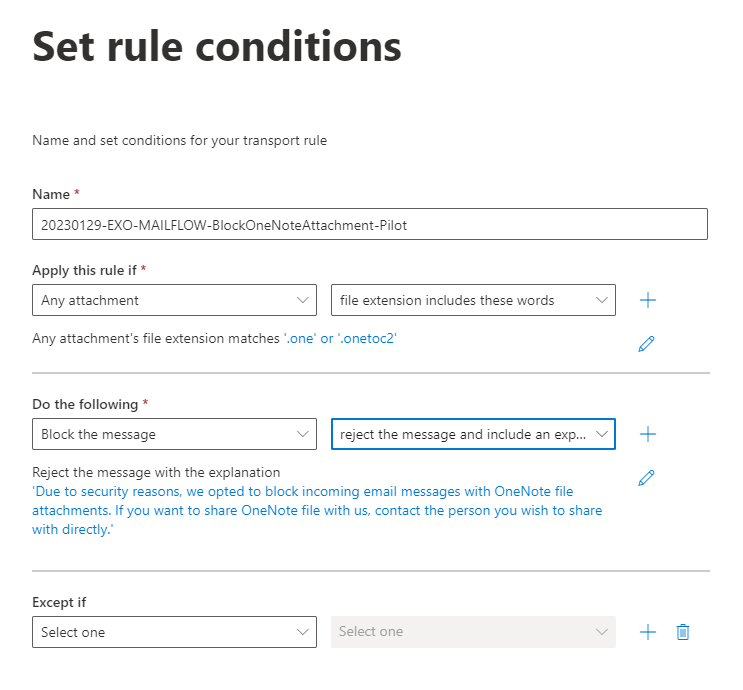 Set rule conditions
Name and set conditions for your transport rule
Name *
20230129-EXO-MAILFLOW-BlockOneNoteAttachment-Pilot
Apply this rule if *
Any attachment
file extension includes these words
Any attachment's file extension matches '.one' or '.onetoc2'
Do the following *
Block the message
reject the message and include an exp...
Reject the message with the explanation
'Due to security reasons, we opted to block incoming email messages with OneNote file
attachments. If you want to share OneNote file with us, contact the person you wish to share
with directly.'
Except if
Select one
Select one